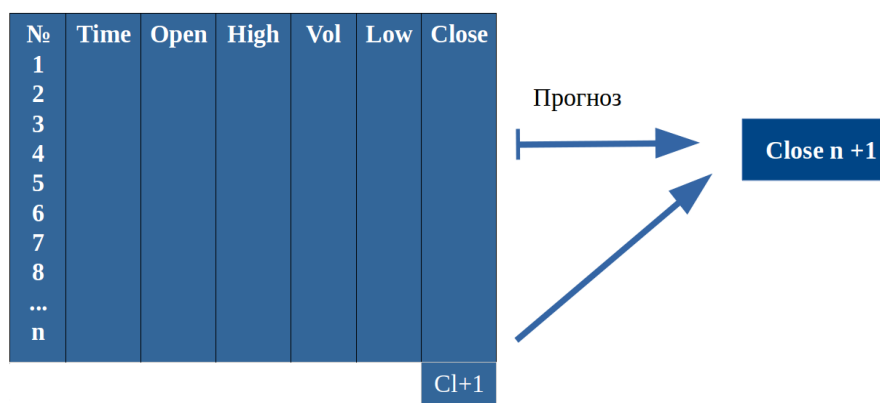 № Time Open High Vol Low Close
1
2
3
Прогноз
4
Close n +1
5
6
7
8
...
n
Cl+1